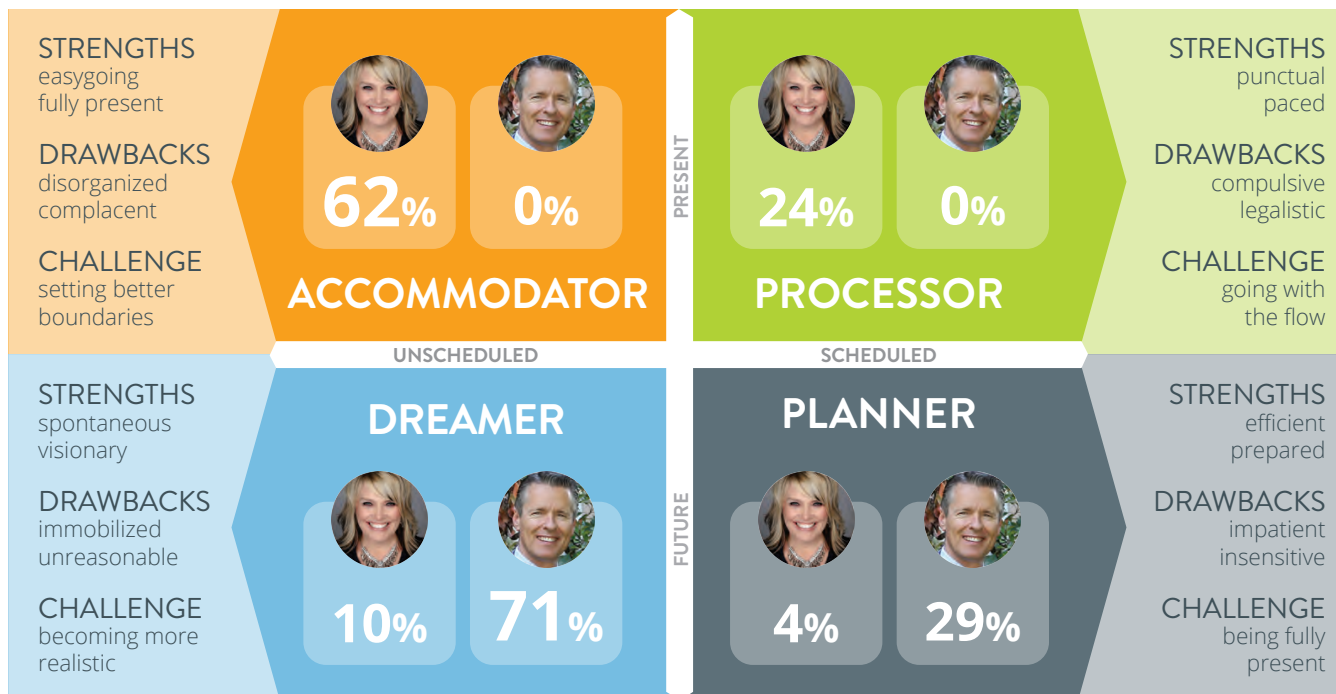 STRENGTHS
easygoing
fully present
DRAWBACKS
disorganized
complacent
CHALLENGE
setting better
boundaries
62%
0%
ACCOMMODATOR
PRESENT
24%
0%
PROCESSOR
STRENGTHS
punctual
paced
DRAWBACKS
compulsive
legalistic
CHALLENGE
going with
the flow
UNSCHEDULED
SCHEDULED
STRENGTHS
spontaneous
visionary
DRAWBACKS
immobilized
unreasonable
CHALLENGE
becoming more
realistic
DREAMER
10%
71%
FUTURE
PLANNER
4%
29%
STRENGTHS
efficient
prepared
DRAWBACKS
impatient
insensitive
CHALLENGE
being fully
present